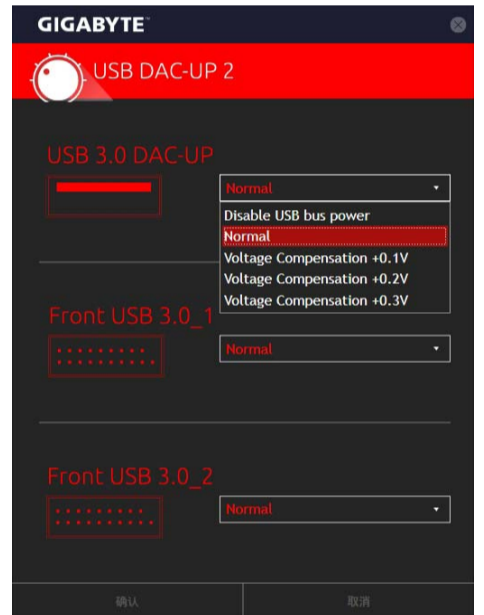 GIGABYTE™
USB DAC-UP 2
USB 3.0 DAC-UP
Normal
Disable USB bus power
Normal
Voltage Compensation +0.1V
Voltage Compensation +0.2V
Voltage Compensation +0.3V
Front USB 3.0_1
Normal
Front USB 3.0_2
Normal
确认
取消